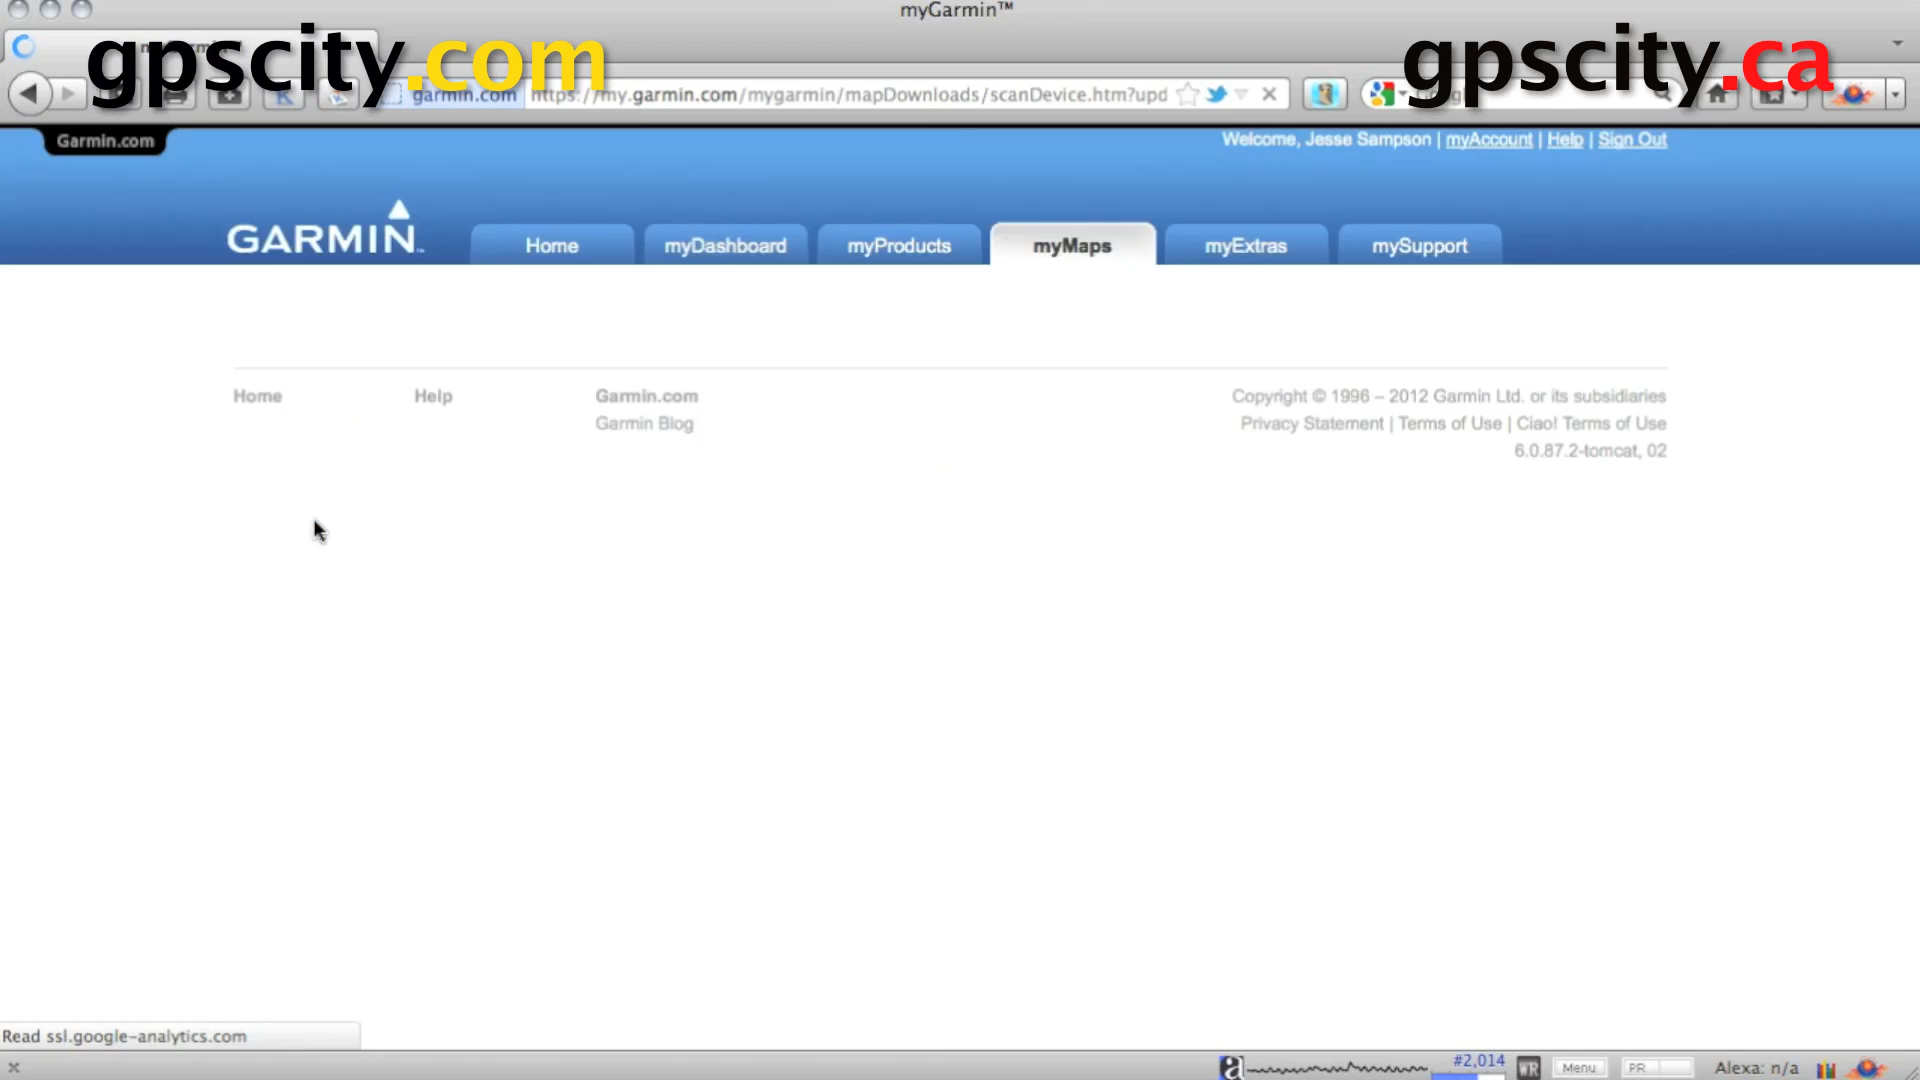 myGarmin™
gpscity.com
gpscity.ca
garmin.com https://my.garmin.com/mygarmin/mapDownloads/scanDevice.htm?upd
Garmin.com
Welcome, Jesse Sampson | myAccount | Help | Sign Out
GARMIN
Home
myDashboard
myProducts
myMaps
myExtras
mySupport
Home
Help
Garmin.com
Garmin Blog
Copyright © 1996 – 2012 Garmin Ltd. or its subsidiaries
Privacy Statement | Terms of Use | Ciao! Terms of Use
6.0.87.2-tomcat, 02
Read ssl.google-analytics.com
#2,014
WR
Menu
PR
Alexa: n/a